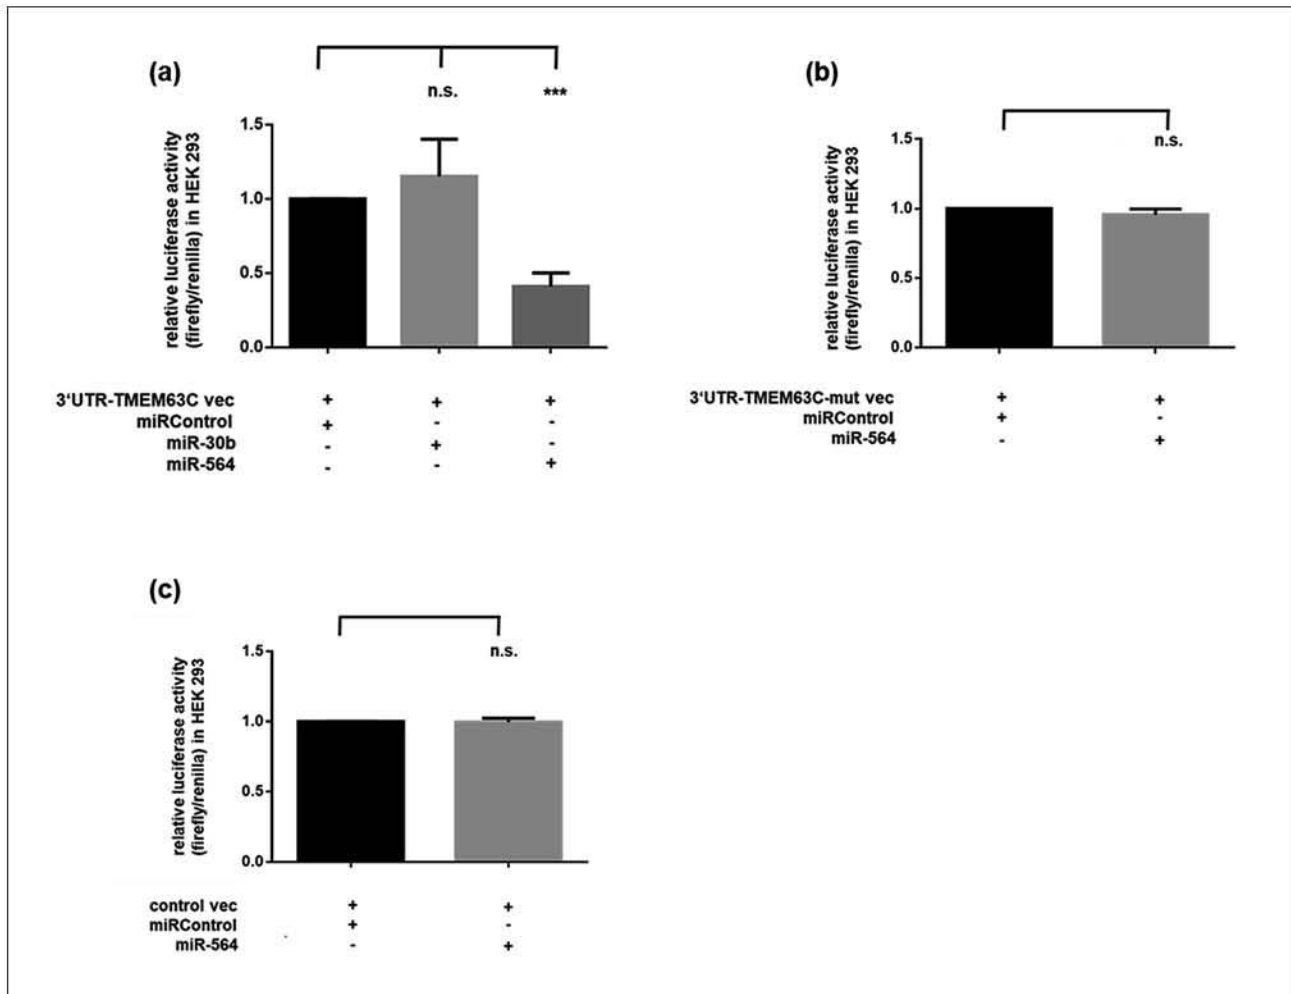 (a)
n.s. ***
relative luciferase activity
(firefly/renilla) in HEK 293
1.5
1.0
0.5
0.0
3'UTR-TMEM63C vec + + +
miRControl + - -
miR-30b - + -
miR-564 - - +
(b)
n.s.
relative luciferase activity
(firefly/renilla) in HEK 293
1.5
1.0
0.5
0.0
3'UTR-TMEM63C-mut vec + +
miRControl + -
miR-564 - +
(c)
n.s.
relative luciferase activity
(firefly/renilla) in HEK 293
1.5
1.0
0.5
0.0
control vec + +
miRControl + -
miR-564 - +